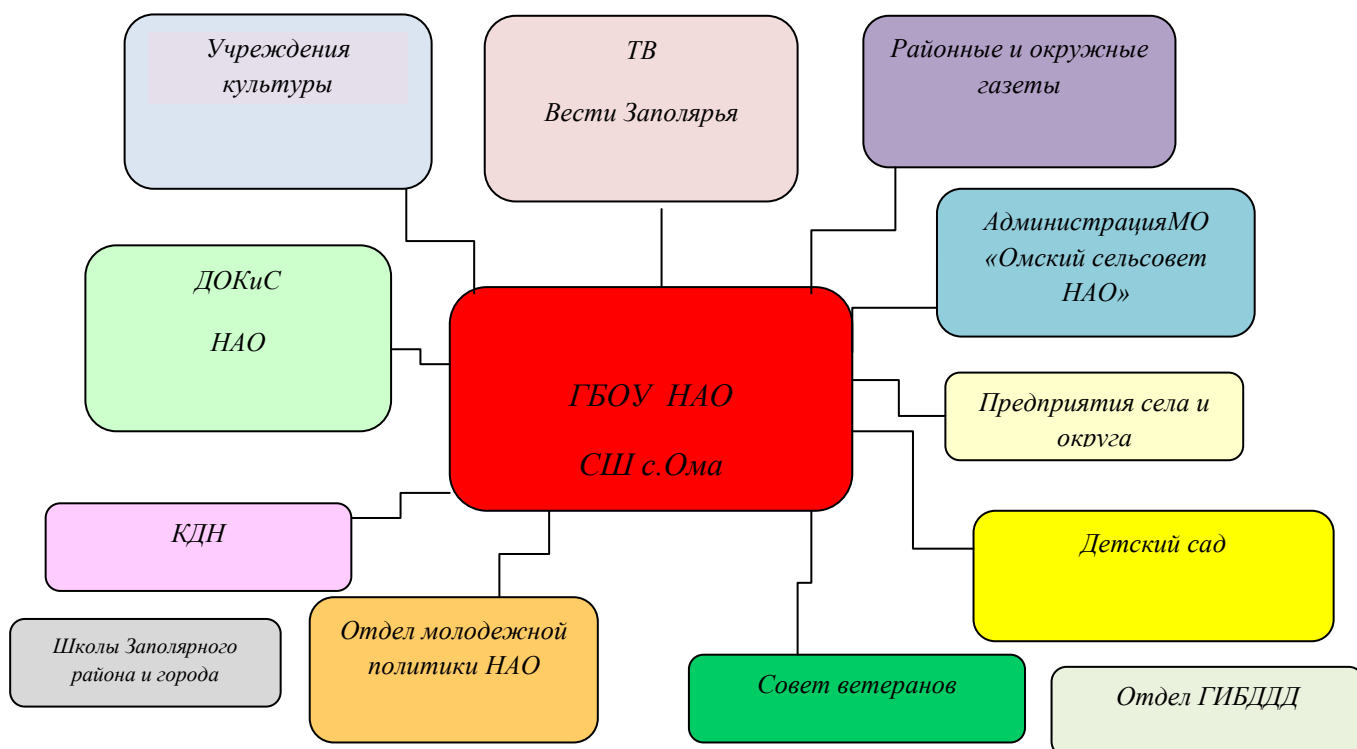 Учреждения
культуры
ТВ
Вести Заполярья
Районные и окружные
газеты
АдминистрацияМО
«Омский сельсовет
НАО»
ДОКиС
НАО
ГБОУ НАО
СШ с.Ома
Предприятия села и
округа
КДН
Детский сад
Школы Заполярного
района и города
Отдел молодежной
политики НАО
Совет ветеранов
Отдел ГИБДДД